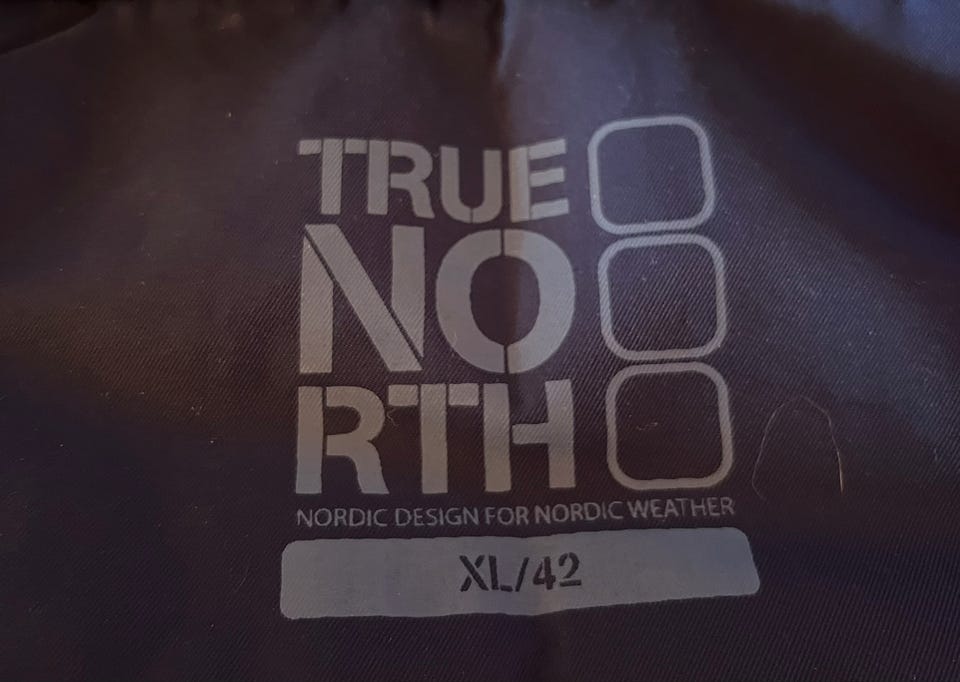 TRUE
NO
RTH
NORDIC DESIGN FOR NORDIC WEATHER
XL/42